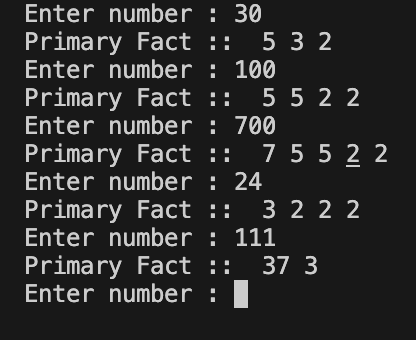 Enter number : 30
Primary Fact ::  5 3 2
Enter number : 100
Primary Fact ::  5 5 2 2
Enter number : 700
Primary Fact ::  7 5 5 2 2
Enter number : 24
Primary Fact ::  3 2 2 2
Enter number : 111
Primary Fact ::  37 3
Enter number :